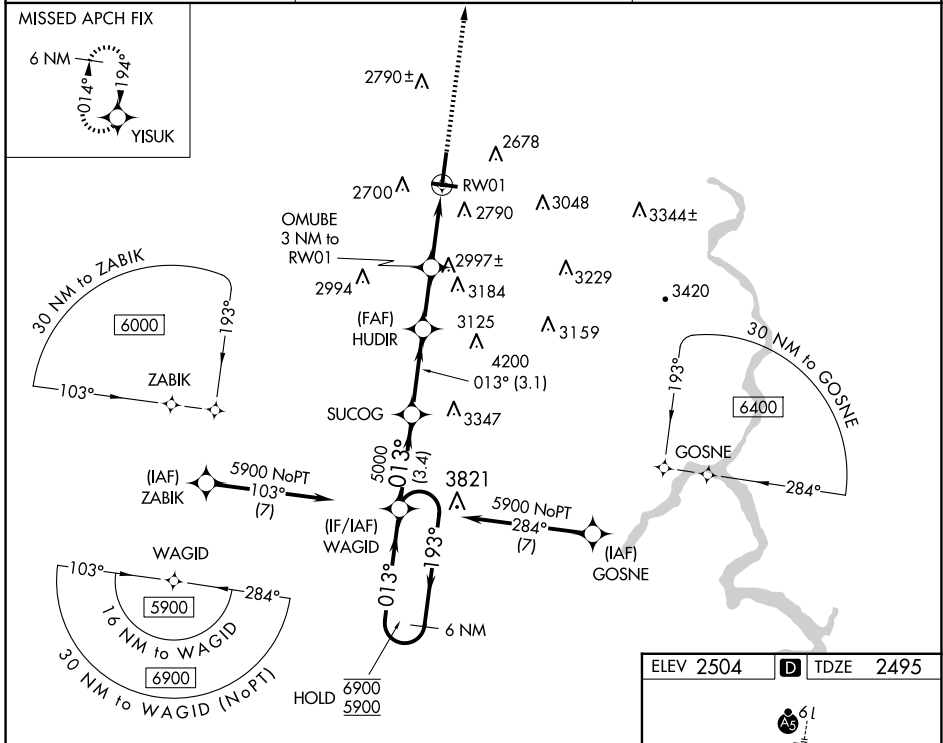 MISSED APCH FIX
6 NM
014°
194°
YISUK
2790±
2678
2700
RW01
2790
3048
3344±
OMUBE
3 NM to
RW01
2997±
2994
3184
3229
3420
(FAF)
HUDIR
3125
3159
4200
013° (3.1)
SUCOG
3347
30 NM to ZABIK
6000
193°
103°
ZABIK
30 NM to GOSNE
193°
6400
GOSNE
284°
5000
013°
(3.4)
(IAF)
ZABIK
5900 NoPT
103°
(7)
3821
5900 NoPT
284°
(7)
(IF/IAF)
WAGID
(IAF)
GOSNE
013°
193°
6 NM
HOLD
6900
5900
WAGID
103°
284°
5900
16 NM to WAGID
6900
30 NM to WAGID (NoPT)
ELEV 2504
D
TDZE 2495
A5
19